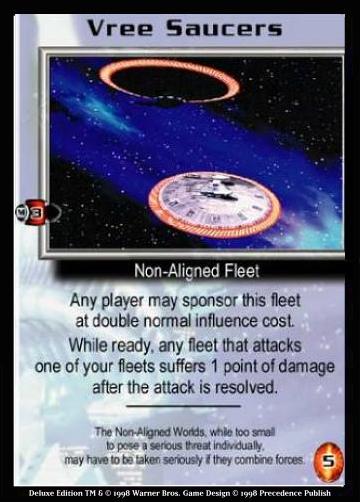 Vree Saucers
M 3
Non-Aligned Fleet
Any player may sponsor this fleet
at double normal influence cost.
While ready, any fleet that attacks
one of your fleets suffers 1 point of damage
after the attack is resolved.
The Non-Aligned Worlds, while too small
to pose a serious threat individually,
may have to be taken seriously if they combine forces.
5
Deluxe Edition TM & © 1998 Warner Bros. Game Design © 1998 Precedence Publish